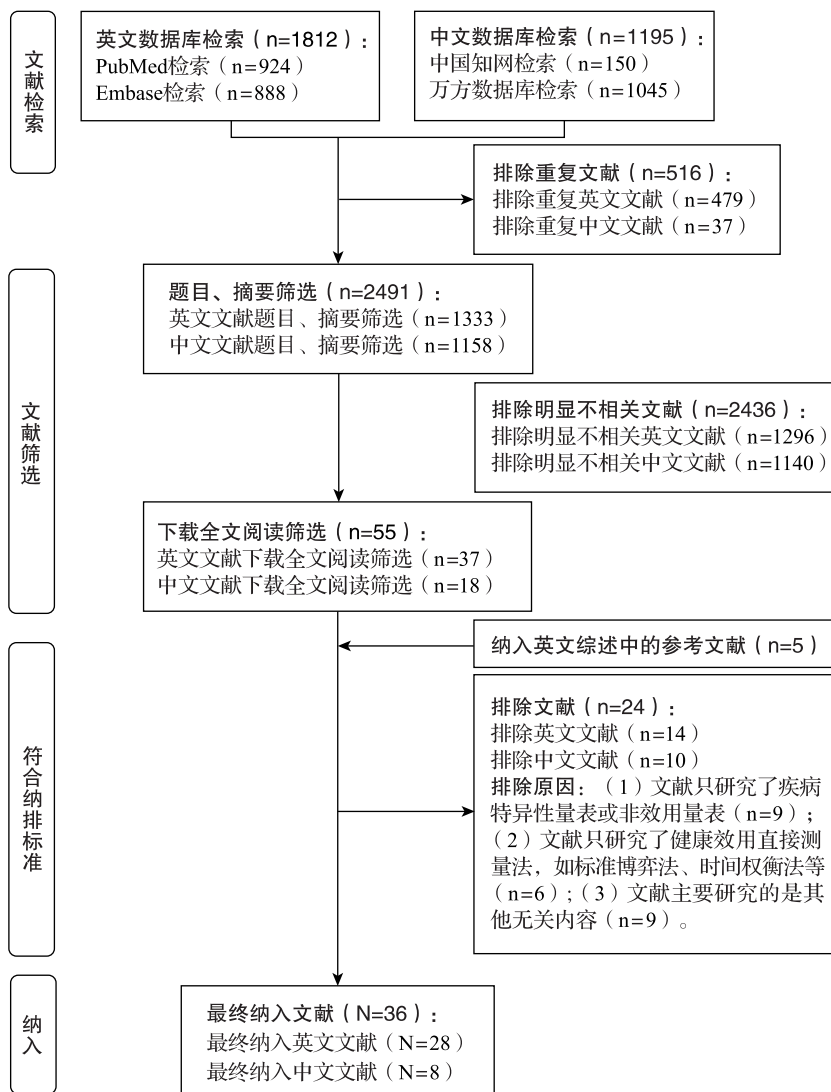 文献检索
英文数据库检索（n=1812）：
PubMed检索（n=924）
Embase检索（n=888）
中文数据库检索（n=1195）：
中国知网检索（n=150）
万方数据库检索（n=1045）
排除重复文献（n=516）：
排除重复英文文献（n=479）
排除重复中文文献（n=37）
文献筛选
题目、摘要筛选（n=2491）：
英文文献题目、摘要筛选（n=1333）
中文文献题目、摘要筛选（n=1158）
排除明显不相关文献（n=2436）：
排除明显不相关英文文献（n=1296）
排除明显不相关中文文献（n=1140）
下载全文阅读筛选（n=55）：
英文文献下载全文阅读筛选（n=37）
中文文献下载全文阅读筛选（n=18）
符合纳排标准
纳入英文综述中的参考文献（n=5）
排除文献（n=24）：
排除英文文献（n=14）
排除中文文献（n=10）
排除原因：（1）文献只研究了疾病
特异性量表或非效用量表（n=9）；
（2）文献只研究了健康效用直接测
量法，如标准博弈法、时间权衡法等
（n=6）；（3）文献主要研究的是其
他无关内容（n=9）。
纳入
最终纳入文献（N=36）：
最终纳入英文文献（N=28）
最终纳入中文文献（N=8）